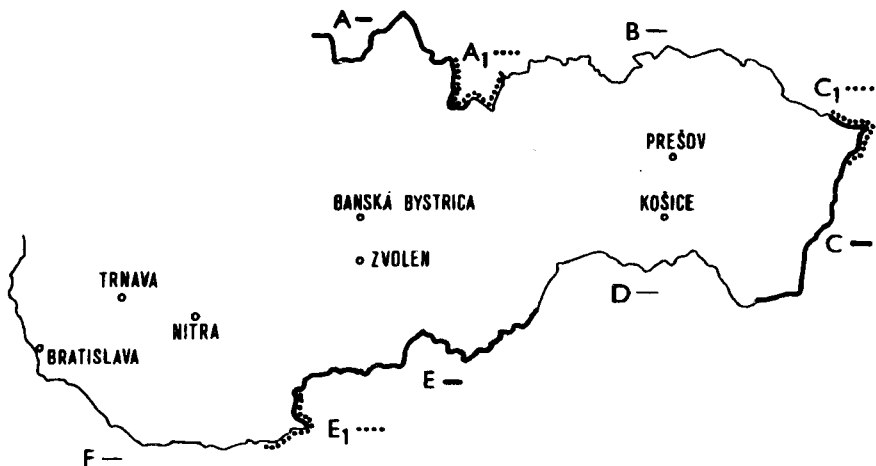 A —
B —
A₁ ....
C₁ ....
PREŠOV
BANSKÁ BYSTRICA
KOŠICE
C —
ZVOLEN
TRNAVA
D —
NITRA
BRATISLAVA
E —
E₁ ....
F —